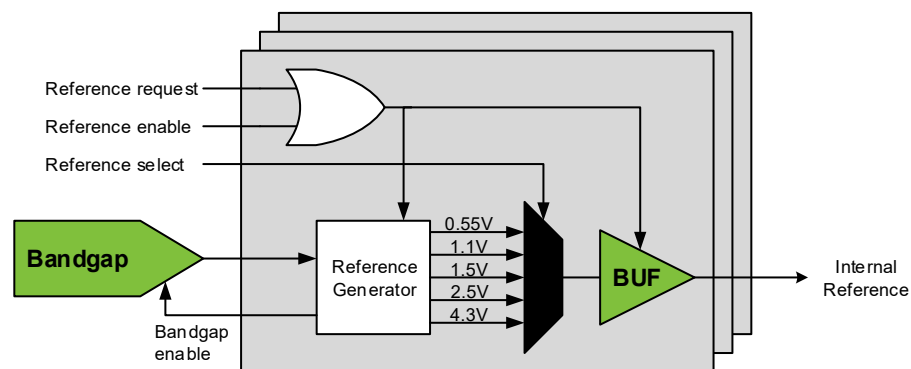 Reference request
Reference enable
Reference select
Bandgap
Bandgap
enable
Reference
Generator
0.55V
1.1V
1.5V
2.5V
4.3V
BUF
Internal
Reference